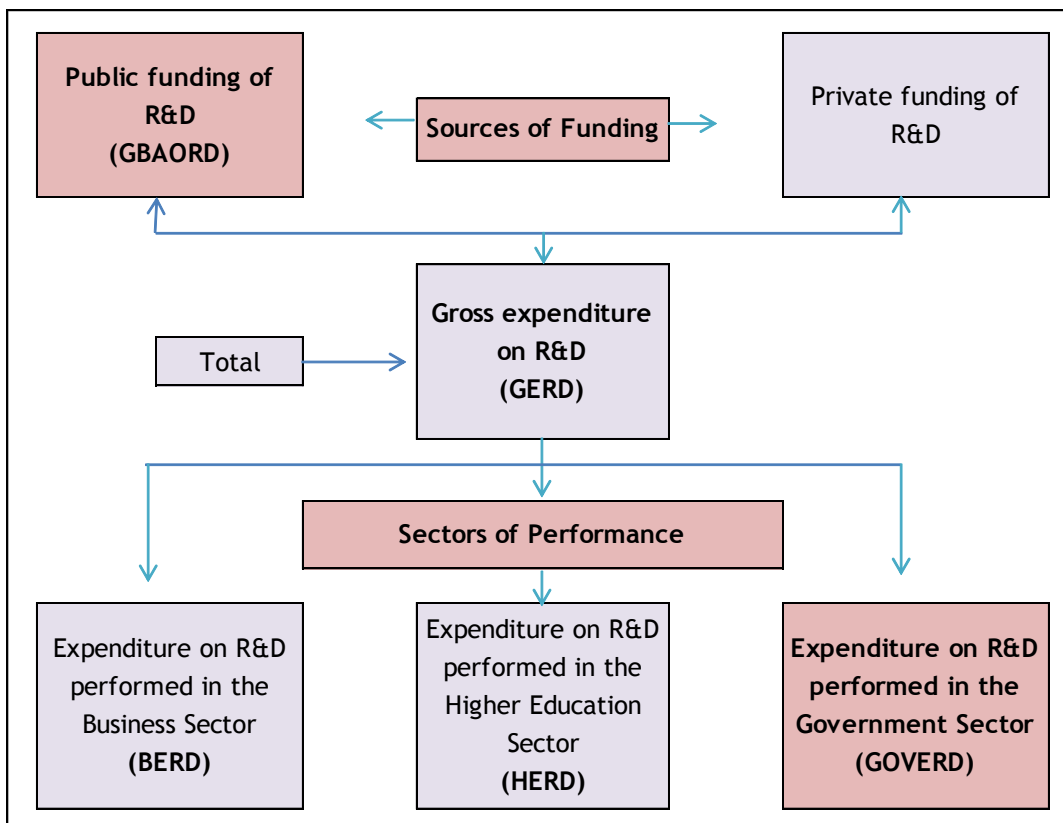 Public funding of
R&D
(GBAORD)
Sources of Funding
Private funding of
R&D
Gross expenditure
on R&D
(GERD)
Total
Sectors of Performance
Expenditure on R&D
performed in the
Business Sector
(BERD)
Expenditure on R&D
performed in the
Higher Education
Sector
(HERD)
Expenditure on R&D
performed in the
Government Sector
(GOVERD)